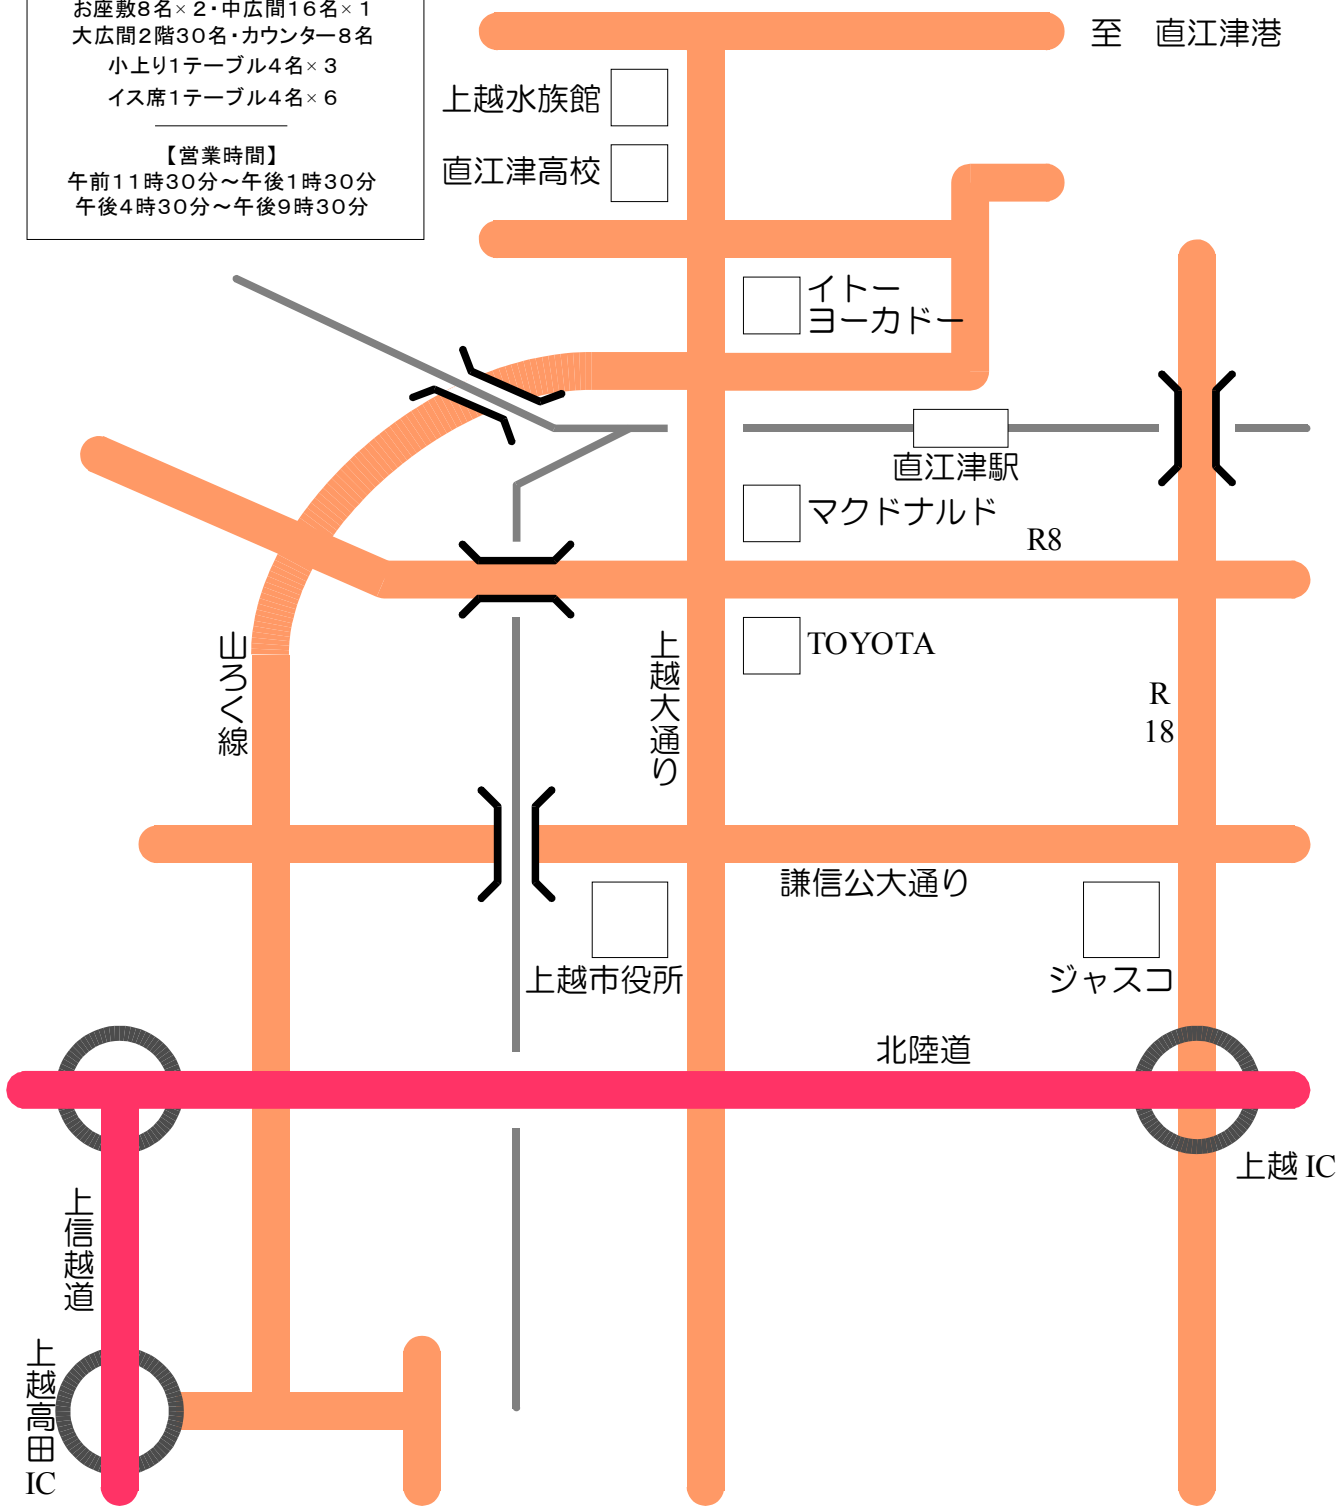 お座敷8名×2・中広間16名×1
大広間2階30名・カウンター8名
小上り1テーブル4名×3
イス席1テーブル4名×6
【営業時間】
午前11時30分〜午後1時30分
午後4時30分〜午後9時30分
至　直江津港
上越水族館
直江津高校
イトー
ヨーカドー
直江津駅
マクドナルド
R8
TOYOTA
山ろく線
上越大通り
R
18
謙信公大通り
上越市役所
ジャスコ
北陸道
上越 IC
上信越道
上越高田
IC